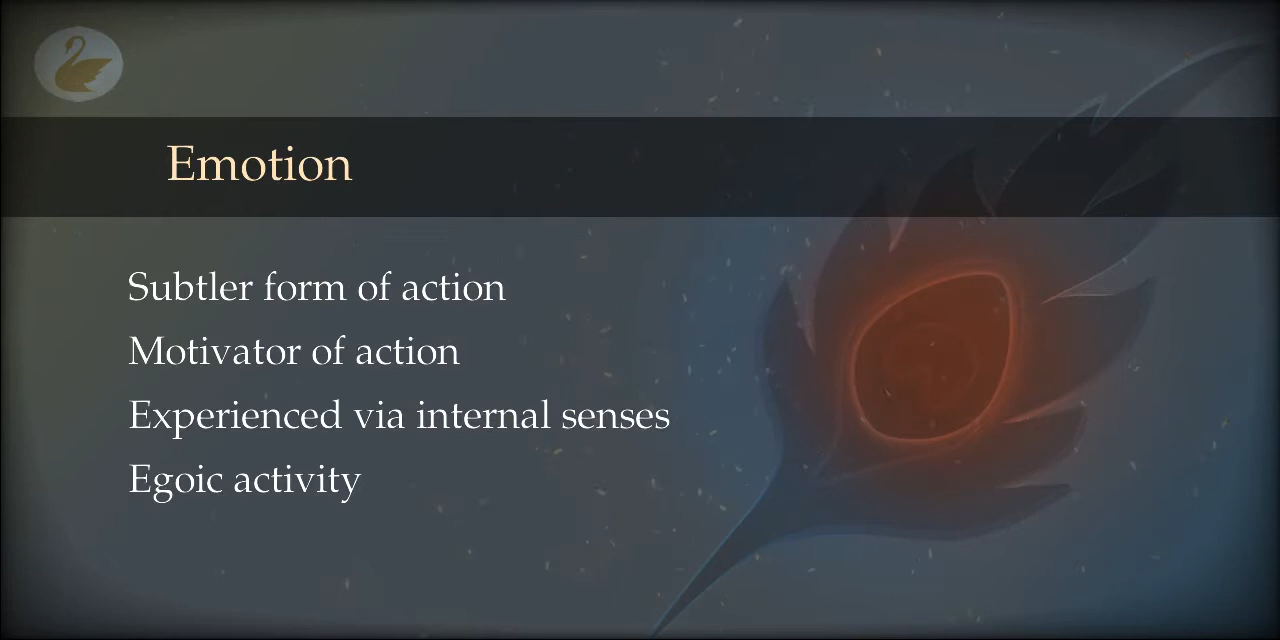 Emotion
Subtler form of action
Motivator of action
Experienced via internal senses
Egoic activity